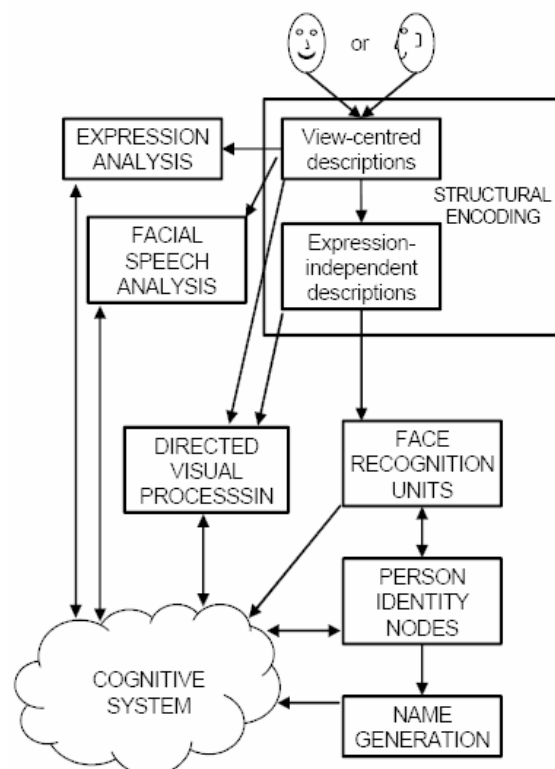 or
EXPRESSION
ANALYSIS
View-centred
descriptions
STRUCTURAL
ENCODING
FACIAL
SPEECH
ANALYSIS
Expression-
independent
descriptions
DIRECTED
VISUAL
PROCESSSIN
FACE
RECOGNITION
UNITS
PERSON
IDENTITY
NODES
COGNITIVE
SYSTEM
NAME
GENERATION